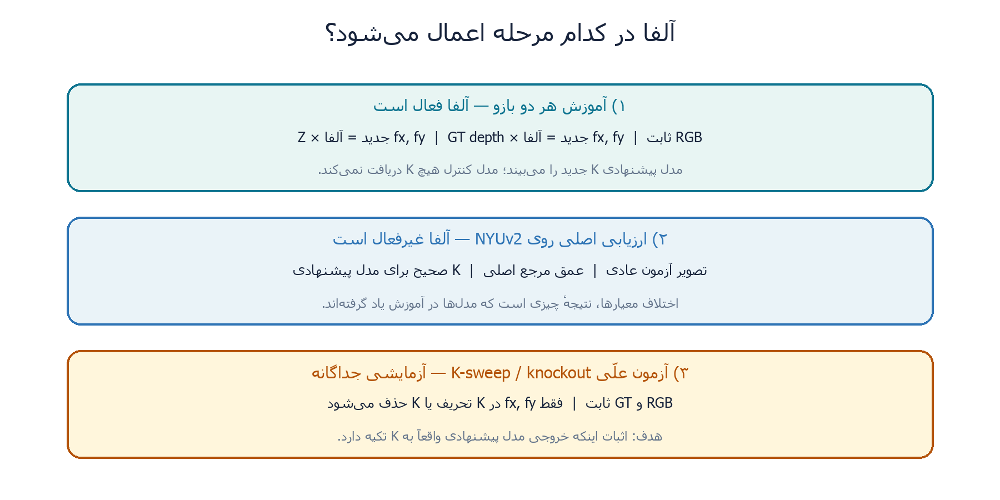 آلفا در کدام مرحله اعمال می‌شود؟
۱) آموزش هر دو بازو — آلفا فعال است
RGB ثابت | fx, fy جدید = آلفا × GT depth | fx, fy جدید = آلفا × Z
مدل پیشنهادی K جدید را می‌بیند؛ مدل کنترل هیچ K دریافت نمی‌کند.
۲) ارزیابی اصلی روی NYUv2 — آلفا غیرفعال است
تصویر آزمون عادی | عمق مرجع اصلی | K صحیح برای مدل پیشنهادی
اختلاف معیارها، نتیجهٔ چیزی است که مدل‌ها در آموزش یاد گرفته‌اند.
۳) آزمون علّی K-sweep / knockout — آزمایشی جداگانه
RGB و GT ثابت | فقط fx, fy در K تحریف یا K حذف می‌شود
هدف: اثبات اینکه خروجی مدل پیشنهادی واقعاً به K تکیه دارد.